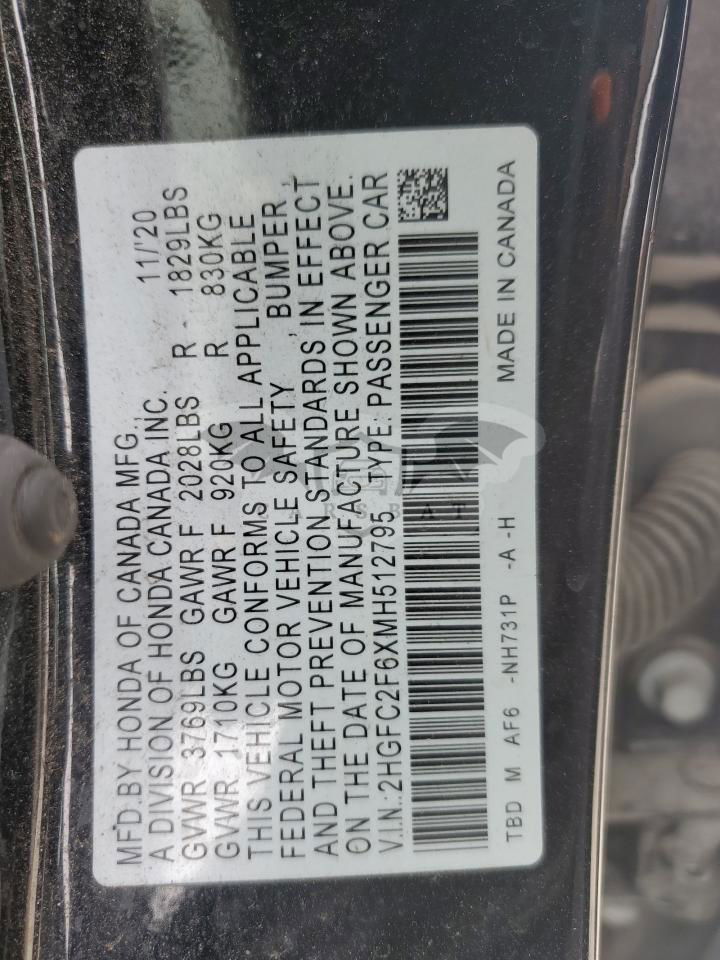 MFD.BY HONDA OF CANADA MFG.,
A DIVISION OF HONDA CANADA INC. 11/'20
GVWR 3769LBS GAWR F 2028LBS R - 1829LBS
GVWR 1710KG GAWR F 920KG R 830KG
THIS VEHICLE CONFORMS TO ALL APPLICABLE
FEDERAL MOTOR VEHICLE SAFETY , BUMPER ,
AND THEFT PREVENTION STANDARDS IN EFFECT
ON THE DATE OF MANUFACTURE SHOWN ABOVE.
V.I.N.: 2HGFC2F6XMH512795 TYPE: PASSENGER CAR
TBD M AF6 -NH731P -A -H MADE IN CANADA
ARSBAT